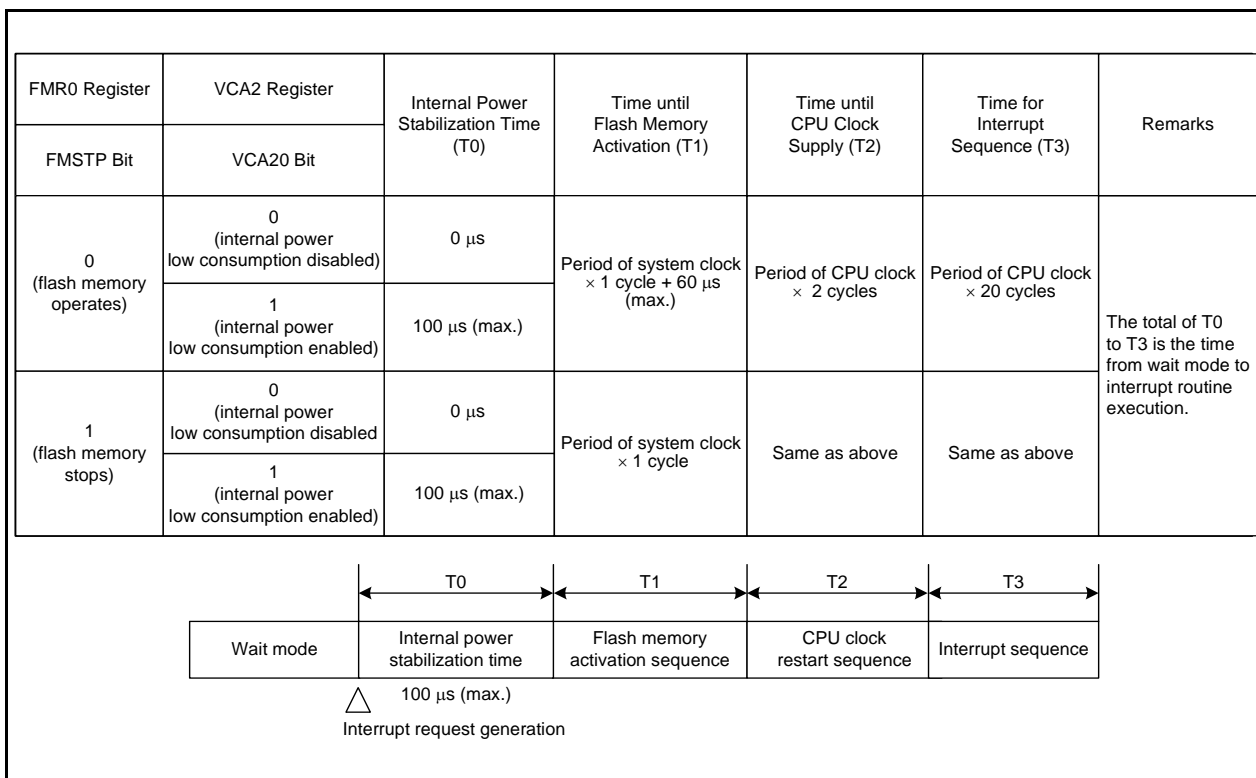 FMR0 Register
VCA2 Register
Internal Power
Stabilization Time
(T0)
Time until
Flash Memory
Activation (T1)
Time until
CPU Clock
Supply (T2)
Time for
Interrupt
Sequence (T3)
Remarks
FMSTP Bit
VCA20 Bit
0
(flash memory
operates)
0
(internal power
low consumption disabled)
0 μs
Period of system clock
× 1 cycle + 60 μs
(max.)
Period of CPU clock
× 2 cycles
Period of CPU clock
× 20 cycles
The total of T0
to T3 is the time
from wait mode to
interrupt routine
execution.
1
(internal power
low consumption enabled)
100 μs (max.)
1
(flash memory
stops)
0
(internal power
low consumption disabled
0 μs
Period of system clock
× 1 cycle
Same as above
Same as above
1
(internal power
low consumption enabled)
100 μs (max.)
T0
T1
T2
T3
Wait mode
Internal power
stabilization time
Flash memory
activation sequence
CPU clock
restart sequence
Interrupt sequence
100 μs (max.)
Interrupt request generation